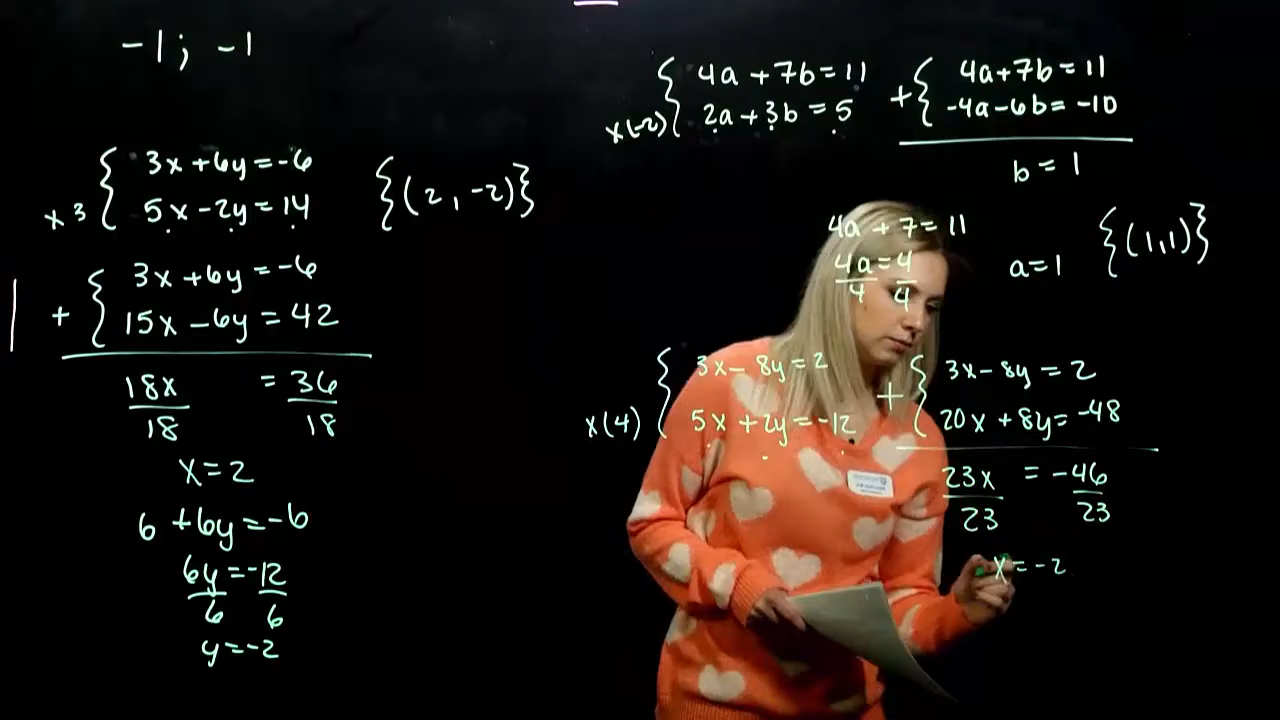 -1; -1
3x+6y=-6
x3
5x-2y=14
{(2,-2)}
3x+6y=-6
+
15x-6y=42
18x =36
18 18
x=2
6 +6y=-6
6y=-12
6 6
y=-2
4a+7b=11
x(-2)
2a+3b=5
+
4a+7b=11
-4a-6b=-10
b=1
4a+7=11
4a=4
4 4
a=1
{(1,1)}
3x-8y=2
x(4)
5x+2y=-12
+
3x-8y=2
20x+8y=-48
23x =-46
23 23
x=-2